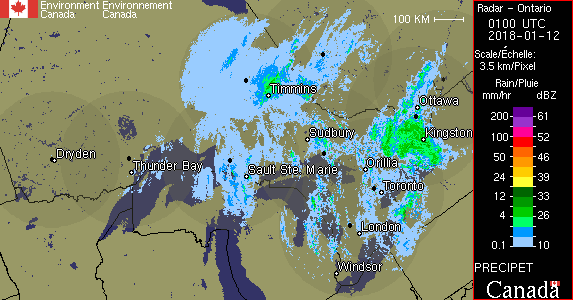 Environment Environnement
Canada Canada
100 KM
Timmins
Ottawa
Sudbury
Kingston
Dryden
Thunder Bay
Sault Ste. Marie
Orillia
Toronto
London
Windsor
Radar - Ontario
0100 UTC
2018-01-12
Scale/Échelle:
3.5 km/Pixel
Rain/Pluie
mm/hr dBZ
200 61
100 52
50 46
24 39
12 33
4 26
0.1 10
PRECIPET
Canada